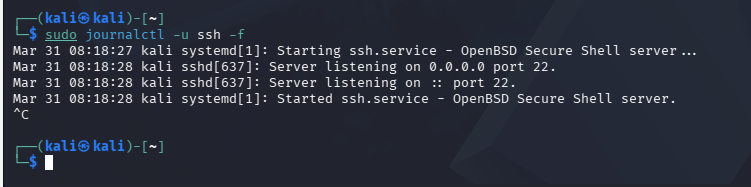 ┌──(kali㉿kali)-[~]
└─$ sudo journalctl -u ssh -f
Mar 31 08:18:27 kali systemd[1]: Starting ssh.service - OpenBSD Secure Shell server...
Mar 31 08:18:28 kali sshd[637]: Server listening on 0.0.0.0 port 22.
Mar 31 08:18:28 kali sshd[637]: Server listening on :: port 22.
Mar 31 08:18:28 kali systemd[1]: Started ssh.service - OpenBSD Secure Shell server.
^C
┌──(kali㉿kali)-[~]
└─$